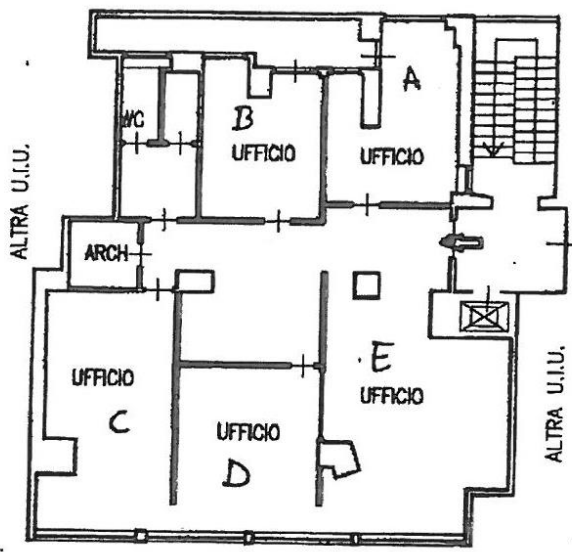 A
WC
B
UFFICIO
UFFICIO
ALTRA U.I.U.
ARCH
E
UFFICIO
UFFICIO
C
UFFICIO
D
ALTRA U.I.U.